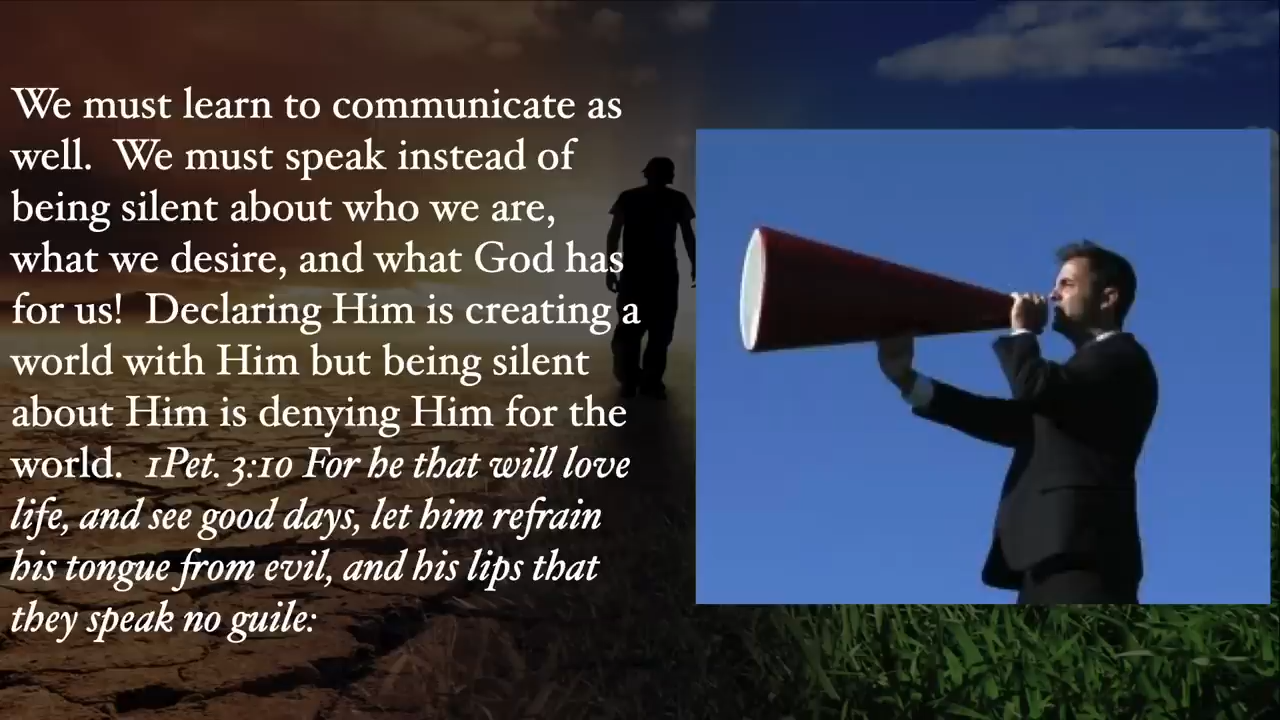 We must learn to communicate as
well.  We must speak instead of
being silent about who we are,
what we desire, and what God has
for us!  Declaring Him is creating a
world with Him but being silent
about Him is denying Him for the
world.  1Pet. 3:10 For he that will love
life, and see good days, let him refrain
his tongue from evil, and his lips that
they speak no guile: